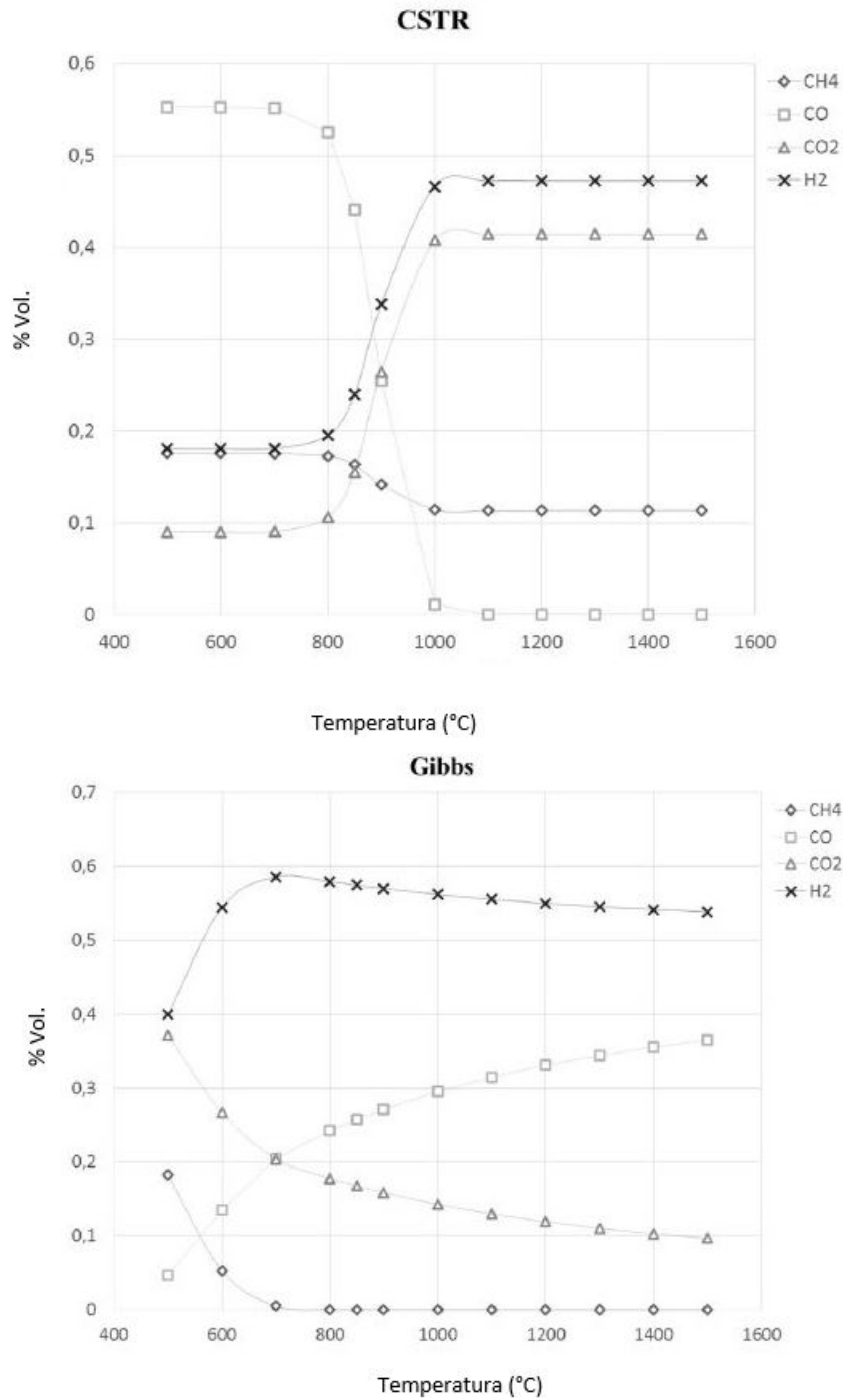 CSTR
0,6
0,5
0,4
0,3
0,2
0,1
0
% Vol.
400 600 800 1000 1200 1400 1600
Temperatura (°C)
CH4
CO
CO2
H2
Gibbs
0,7
0,6
0,5
0,4
0,3
0,2
0,1
0
% Vol.
400 600 800 1000 1200 1400 1600
Temperatura (°C)
CH4
CO
CO2
H2